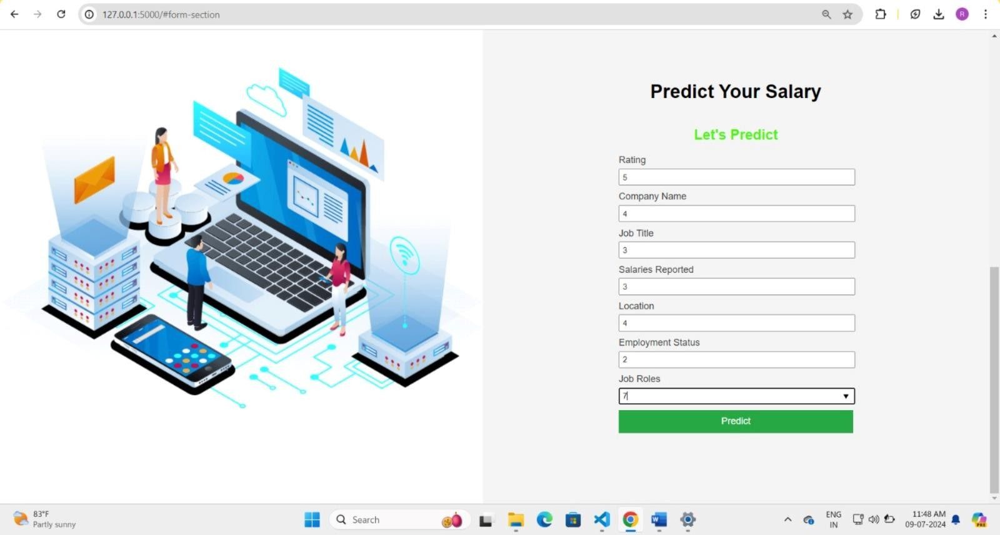 127.0.0.1:5000/#form-section
R
Predict Your Salary
Let's Predict
Rating
5
Company Name
4
Job Title
3
Salaries Reported
3
Location
4
Employment Status
2
Job Roles
7
Predict
83°F
Partly sunny
Search
W
ENG
IN
11:48 AM
09-07-2024
PRE